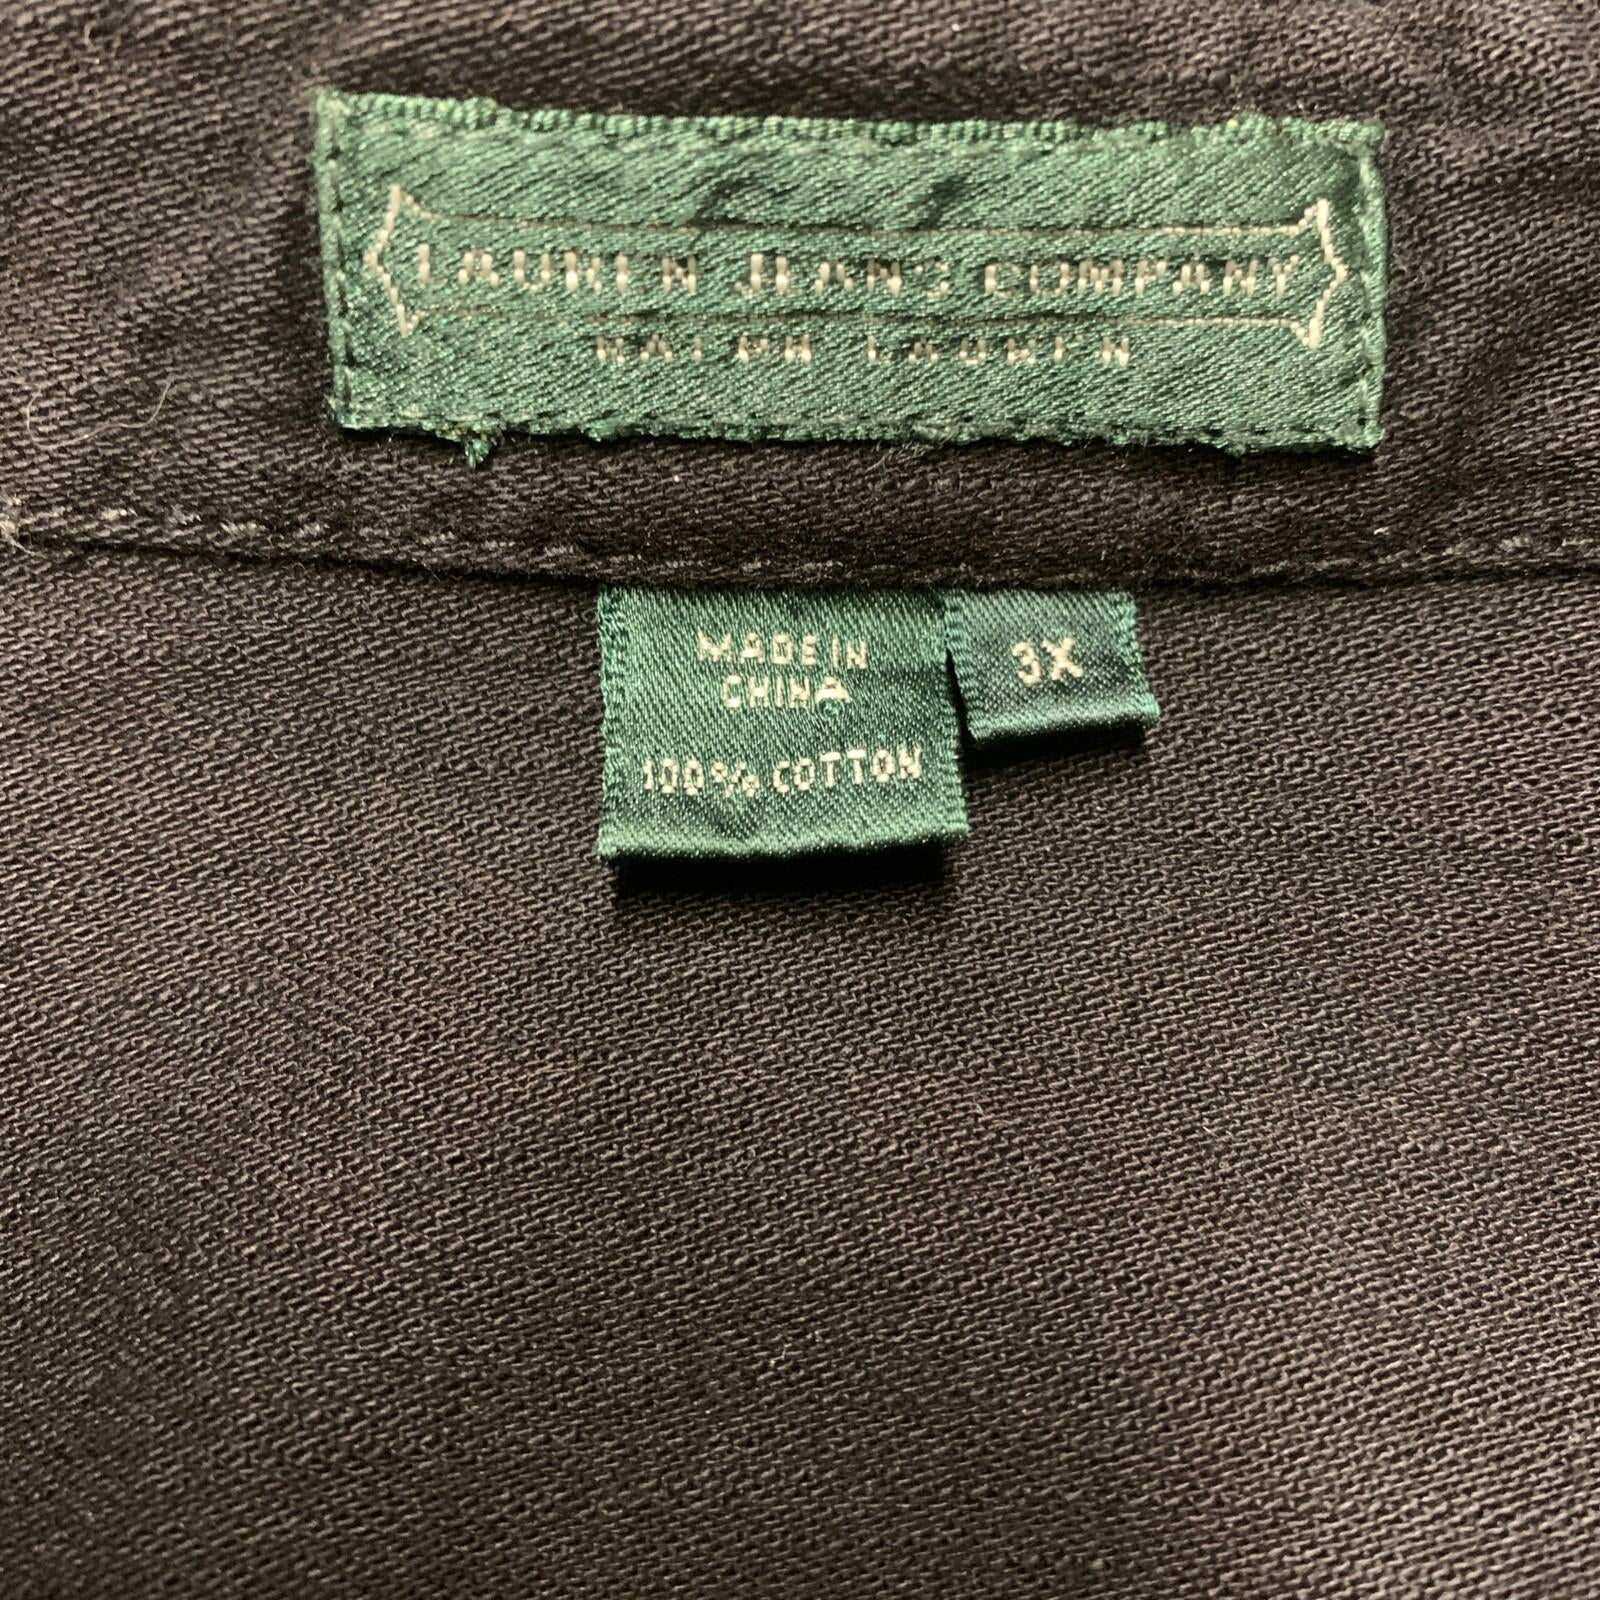 LAUREN JEANS COMPANY
RALPH LAUREN
MADE IN
CHINA
100% COTTON
3X